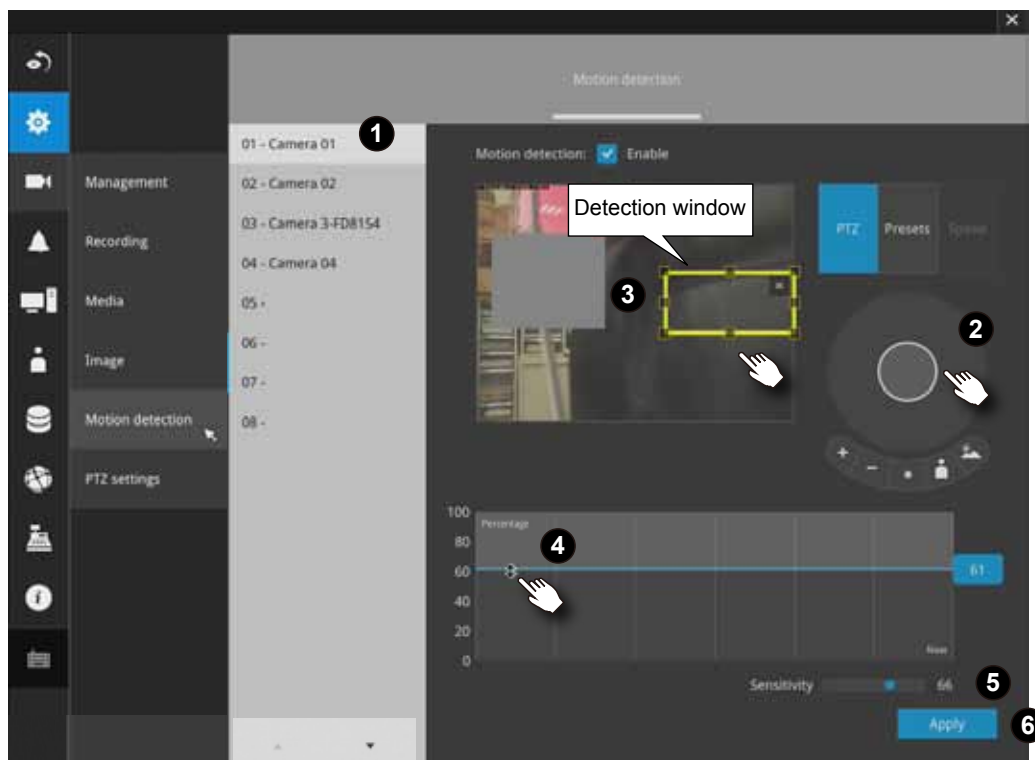 Motion detection
1
01 - Camera 01
02 - Camera 02
03 - Camera 3-FD8154
04 - Camera 04
05 -
06 -
07 -
08 -
Management
Recording
Media
Image
Motion detection
PTZ settings
Motion detection: Enable
Detection window
PTZ Presets Speed
3
2
100
80
60
40
20
0
Percentage
4
61
Now
Sensitivity 66
5
Apply
6